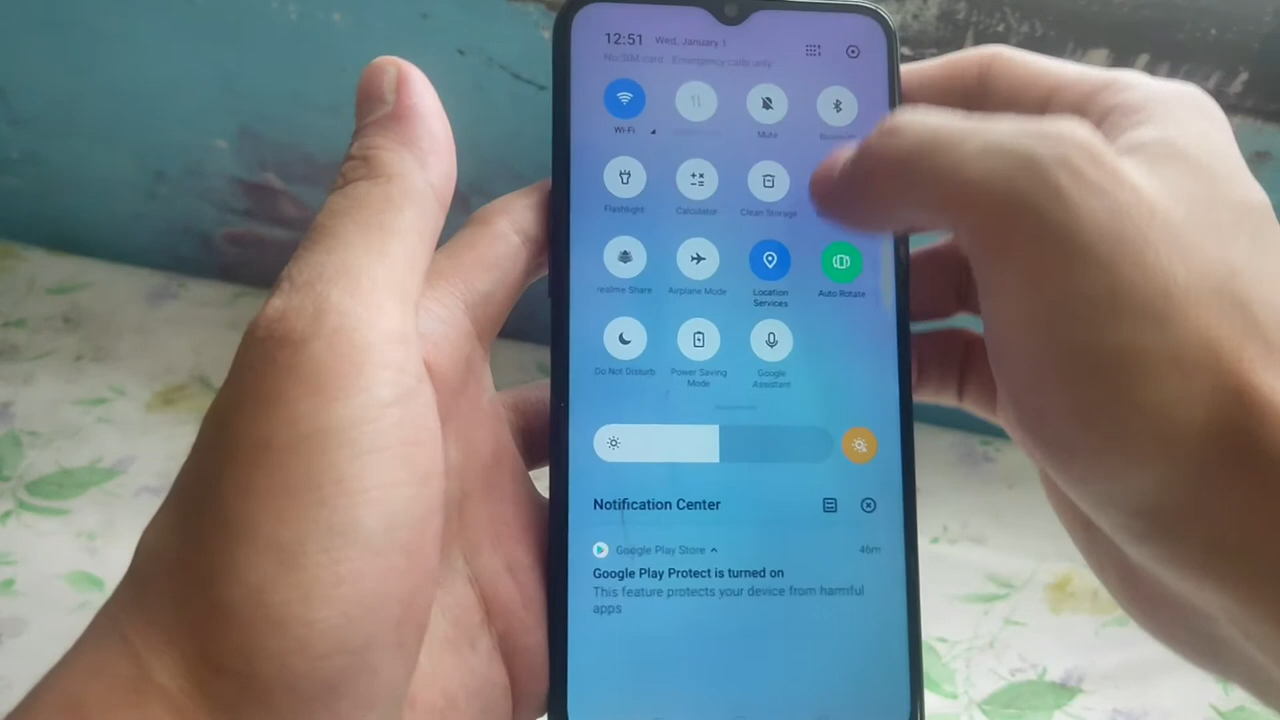 12:51 Wed, January 1
No SIM card Emergency calls only
Wi-Fi
Mute
Flashlight
Calculator
Clean Storage
realme Share
Airplane Mode
Location
Services
Auto Rotate
Do Not Disturb
Power Saving
Mode
Google
Assistant
Notification Center
Google Play Store 46m
Google Play Protect is turned on
This feature protects your device from harmful
apps